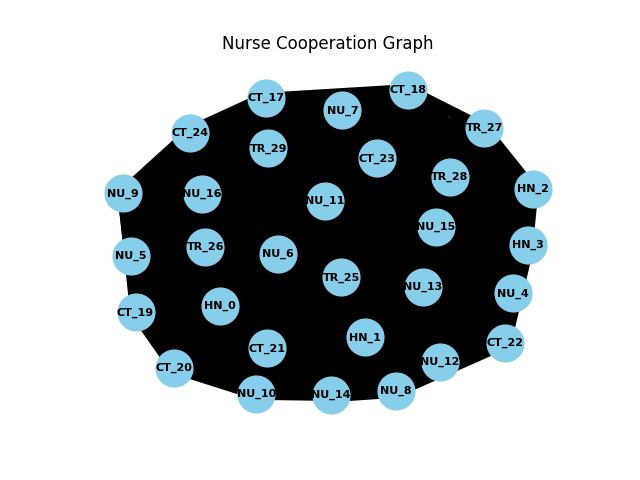 Nurse Cooperation Graph
CT_18
CT_17
NU_7
TR_27
CT_24
TR_29
CT_23
TR_28
HN_2
NU_9
NU_16
NU_11
NU_15
HN_3
TR_26
NU_6
NU_5
TR_25
NU_13
NU_4
HN_0
CT_19
HN_1
CT_22
CT_21
NU_12
CT_20
NU_8
NU_10
NU_14